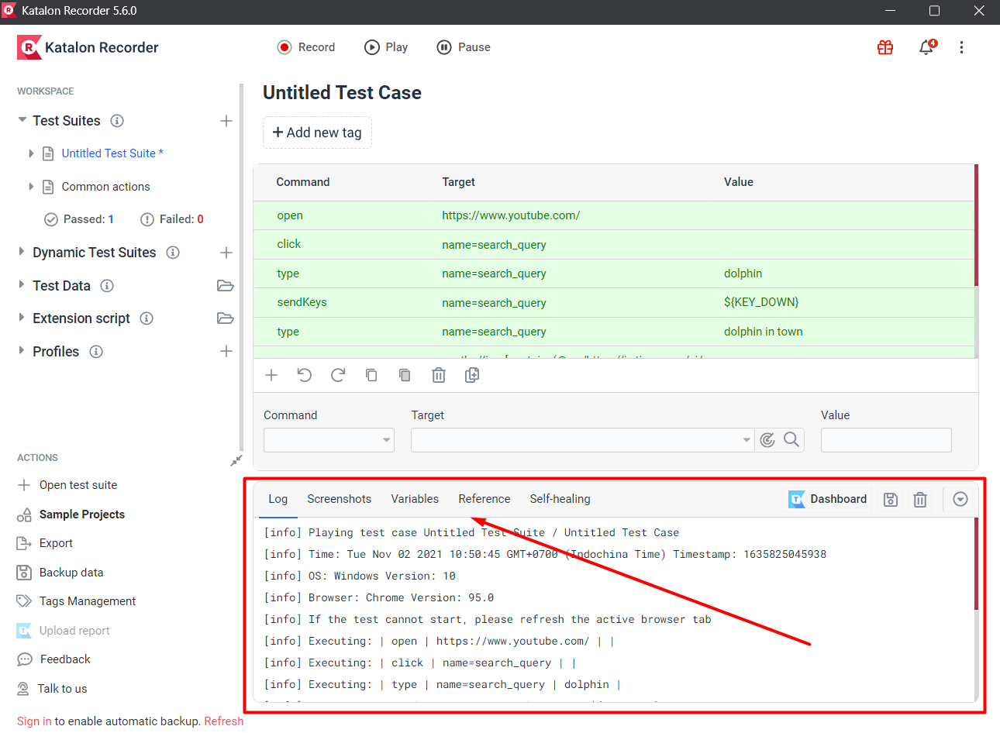 Katalon Recorder 5.6.0
Katalon Recorder
Record
Play
Pause
4
WORKSPACE
Test Suites
Untitled Test Suite *
Common actions
Passed: 1
Failed: 0
Dynamic Test Suites
Test Data
Extension script
Profiles
ACTIONS
Open test suite
Sample Projects
Export
Backup data
Tags Management
Upload report
Feedback
Talk to us
Sign in to enable automatic backup. Refresh
Untitled Test Case
+ Add new tag
Command Target Value
open https://www.youtube.com/
click name=search_query
type name=search_query dolphin
sendKeys name=search_query ${KEY_DOWN}
type name=search_query dolphin in town
Command Target Value
Log Screenshots Variables Reference Self-healing Dashboard
[info] Playing test case Untitled Test Suite / Untitled Test Case
[info] Time: Tue Nov 02 2021 10:50:45 GMT+0700 (Indochina Time) Timestamp: 1635825045938
[info] OS: Windows Version: 10
[info] Browser: Chrome Version: 95.0
[info] If the test cannot start, please refresh the active browser tab
[info] Executing: | open | https://www.youtube.com/ | |
[info] Executing: | click | name=search_query | |
[info] Executing: | type | name=search_query | dolphin |